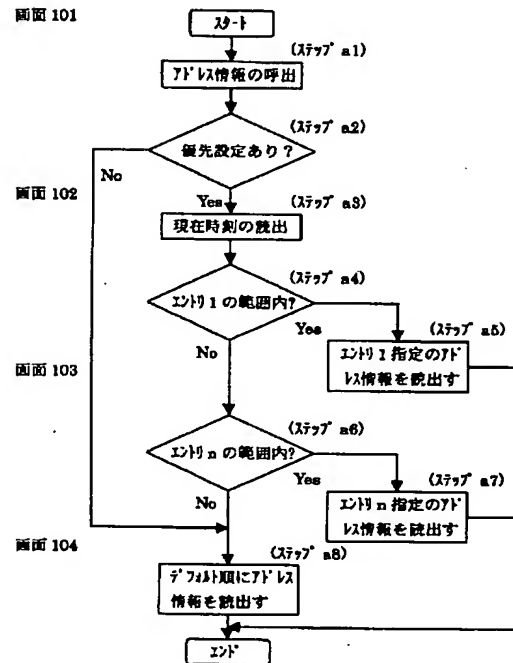 画面 101
ｽﾀｰﾄ
(ｽﾃｯﾌﾟ a1)
ｱﾄﾞﾚｽ情報の呼出
(ｽﾃｯﾌﾟ a2)
優先設定あり？
No
画面 102
Yes
(ｽﾃｯﾌﾟ a3)
現在時刻の読出
(ｽﾃｯﾌﾟ a4)
ｴﾝﾄﾘ 1 の範囲内?
Yes
(ｽﾃｯﾌﾟ a5)
No
ｴﾝﾄﾘ 1 指定のｱﾄﾞ
ﾚｽ情報を読出す
画面 103
(ｽﾃｯﾌﾟ a6)
ｴﾝﾄﾘ n の範囲内?
Yes
(ｽﾃｯﾌﾟ a7)
No
ｴﾝﾄﾘ n 指定のｱﾄﾞ
ﾚｽ情報を読出す
画面 104
(ｽﾃｯﾌﾟ a8)
ﾃﾞﾌｫﾙﾄ順にｱﾄﾞﾚｽ
情報を読出す
ｴﾝﾄﾞ